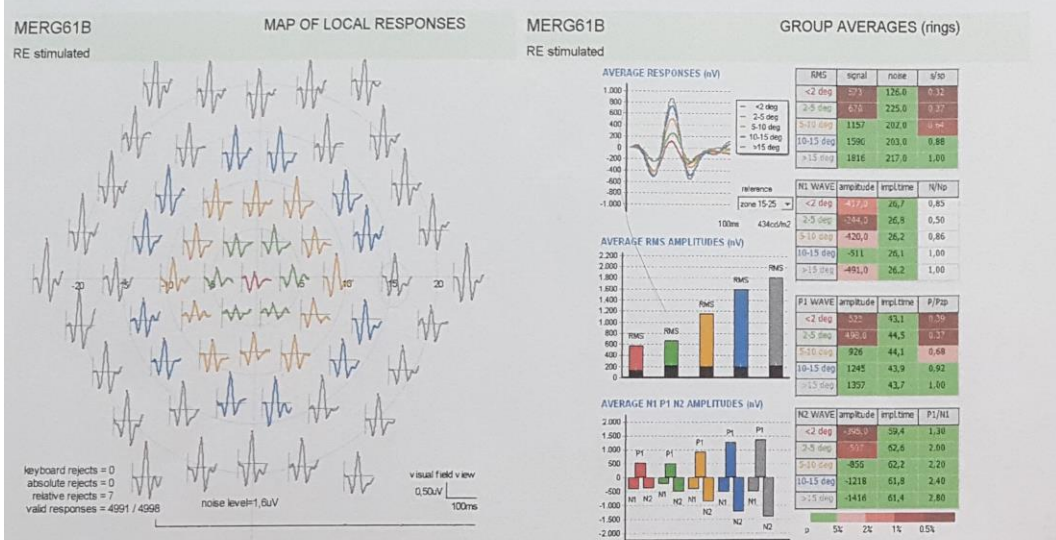 MERG61B
MAP OF LOCAL RESPONSES
RE stimulated
-20
-15
-10
-5
5
10
15
20
keyboard rejects = 0
absolute rejects = 0
relative rejects = 7
valid responses = 4991 / 4998
noise level=1,6uV
visual field view
0,50uV
100ms
MERG61B
GROUP AVERAGES (rings)
RE stimulated
AVERAGE RESPONSES (nV)
1.000
800
600
400
200
0
-200
-400
-600
-800
-1.000
<2 deg
2-5 deg
5-10 deg
10-15 deg
>15 deg
reference
zone 15-25
100ms
434cd/m2
AVERAGE RMS AMPLITUDES (nV)
2.200
2.000
1.800
1.600
1.400
1.200
1.000
800
600
400
200
0
RMS
RMS
RMS
RMS
RMS
AVERAGE N1 P1 N2 AMPLITUDES (nV)
2.000
1.500
1.000
500
0
-500
-1.000
-1.500
-2.000
P1
P1
P1
P1
P1
N1
N2
N1
N2
N1
N2
N1
N2
N1
N2
RMS signal noise s/sp
<2 deg 573 126,0 0,32
2-5 deg 670 225,0 0,37
5-10 deg 1157 202,0 0,64
10-15 deg 1590 203,0 0,88
>15 deg 1816 217,0 1,00
N1 WAVE amplitude impl.time N/Np
<2 deg -417,0 26,7 0,85
2-5 deg -244,0 26,8 0,50
5-10 deg -420,0 26,2 0,86
10-15 deg -511 26,1 1,00
>15 deg -491,0 26,2 1,00
P1 WAVE amplitude impl.time P/Pzp
<2 deg 522 43,1 0,39
2-5 deg 498,0 44,5 0,37
5-10 deg 926 44,1 0,68
10-15 deg 1245 43,9 0,92
>15 deg 1357 43,7 1,00
N2 WAVE amplitude impl.time P1/N1
<2 deg -395,0 59,4 1,30
2-5 deg 62,6 2,00
5-10 deg -856 62,2 2,20
10-15 deg -1218 61,8 2,40
>15 deg -1416 61,4 2,80
p 5% 2% 1% 0.5%